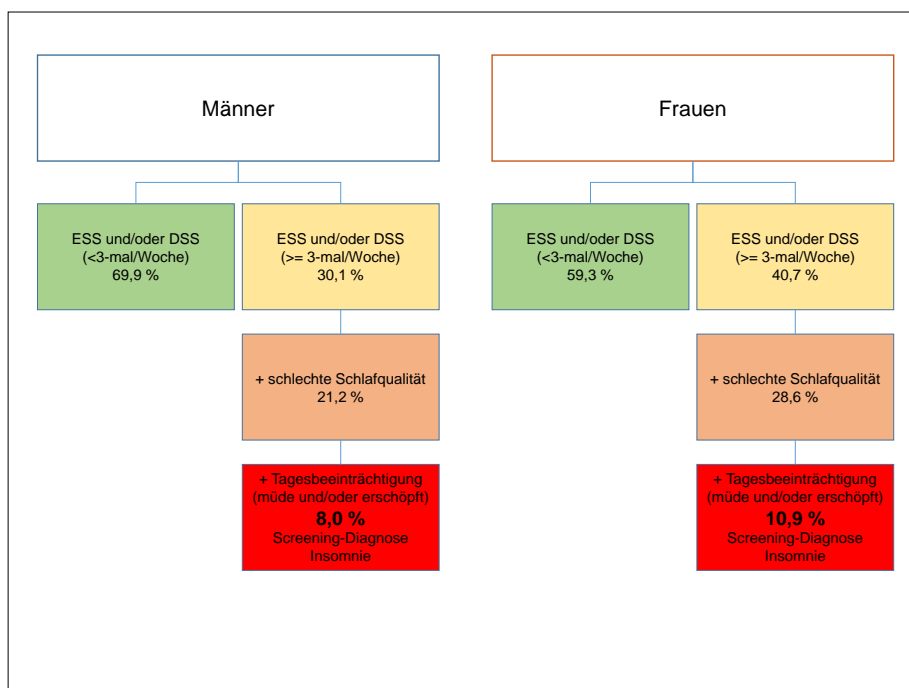 Männer
ESS und/oder DSS
(<3-mal/Woche)
69,9 %
ESS und/oder DSS
(>= 3-mal/Woche)
30,1 %
+ schlechte Schlafqualität
21,2 %
+ Tagesbeeinträchtigung
(müde und/oder erschöpft)
8,0 %
Screening-Diagnose
Insomnie
Frauen
ESS und/oder DSS
(<3-mal/Woche)
59,3 %
ESS und/oder DSS
(>= 3-mal/Woche)
40,7 %
+ schlechte Schlafqualität
28,6 %
+ Tagesbeeinträchtigung
(müde und/oder erschöpft)
10,9 %
Screening-Diagnose
Insomnie